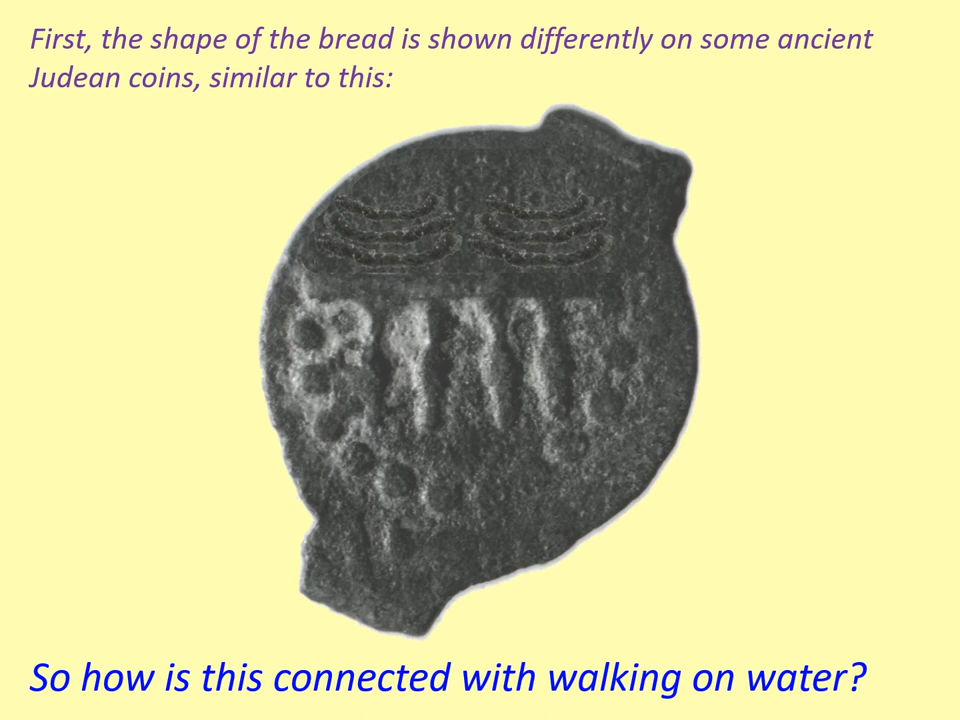 First, the shape of the bread is shown differently on some ancient
Judean coins, similar to this:
So how is this connected with walking on water?